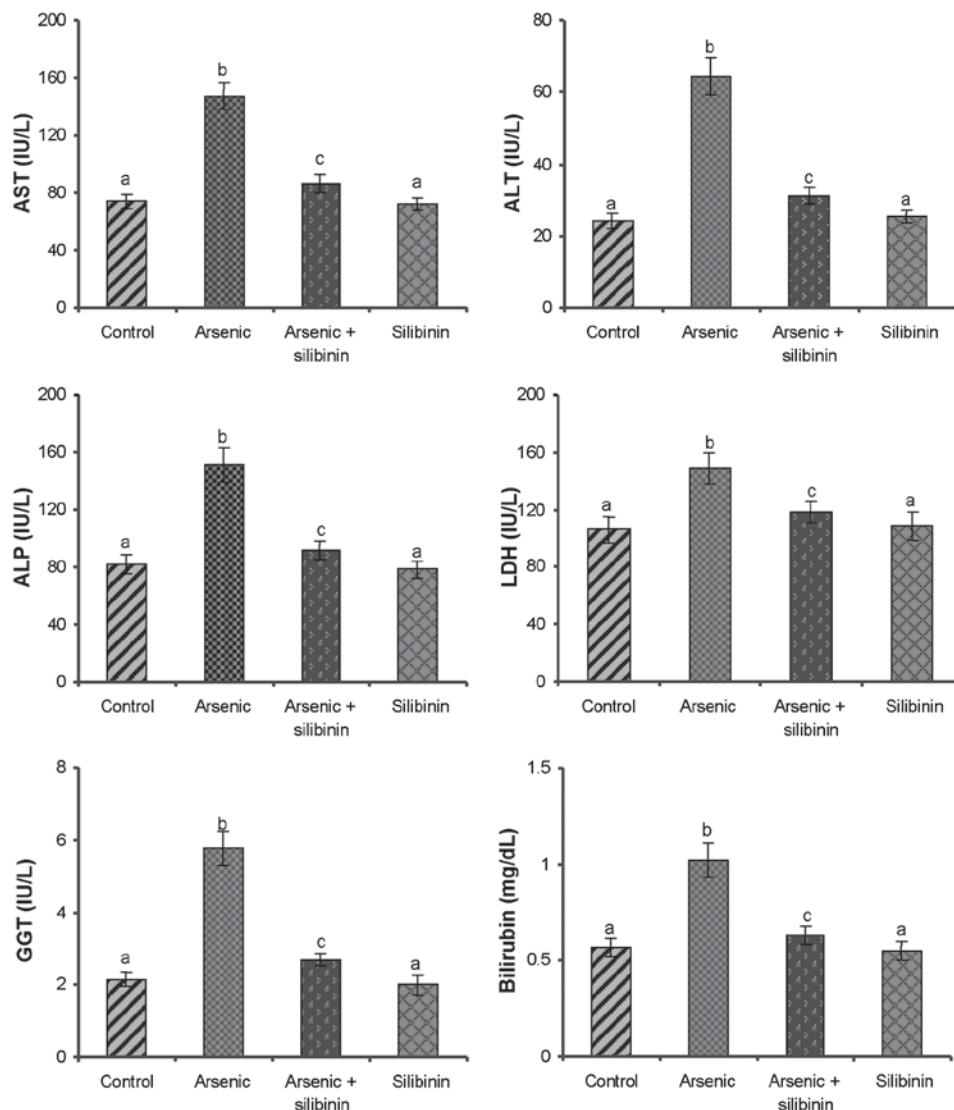 AST (IU/L)
200
160
120
80
40
0
a
b
c
a
Control
Arsenic
Arsenic +
silibinin
Silibinin
ALT (IU/L)
80
60
40
20
0
a
b
c
a
Control
Arsenic
Arsenic +
silibinin
Silibinin
ALP (IU/L)
200
160
120
80
40
0
a
b
c
a
Control
Arsenic
Arsenic +
silibinin
Silibinin
LDH (IU/L)
200
160
120
80
40
0
a
b
c
a
Control
Arsenic
Arsenic +
silibinin
Silibinin
GGT (IU/L)
8
6
4
2
0
a
b
c
a
Control
Arsenic
Arsenic +
silibinin
Silibinin
Bilirubin (mg/dL)
1.5
1
0.5
0
a
b
c
a
Control
Arsenic
Arsenic +
silibinin
Silibinin